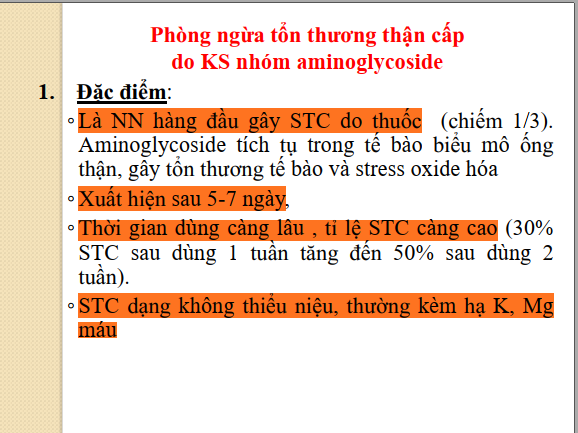 Phòng ngừa tổn thương thận cấp
do KS nhóm aminoglycoside
1. Đặc điểm:
◦Là NN hàng đầu gây STC do thuốc (chiếm 1/3).
Aminoglycoside tích tụ trong tế bào biểu mô ống
thận, gây tổn thương tế bào và stress oxide hóa
◦Xuất hiện sau 5-7 ngày,
◦Thời gian dùng càng lâu , tỉ lệ STC càng cao (30%
STC sau dùng 1 tuần tăng đến 50% sau dùng 2
tuần).
◦STC dạng không thiểu niệu, thường kèm hạ K, Mg
máu